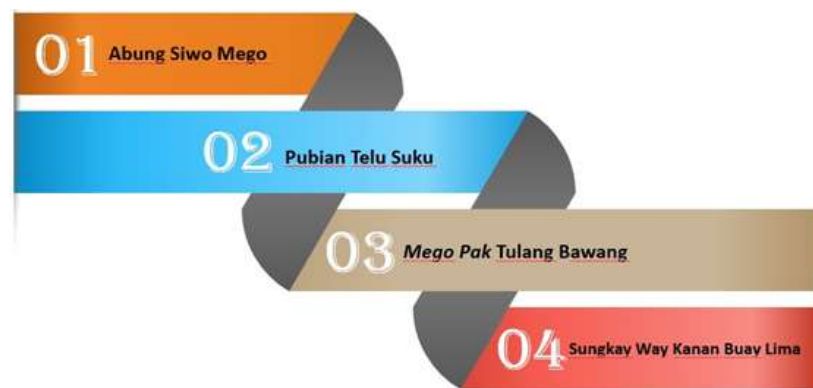 01 Abung Siwo Mego
02 Pubian Telu Suku
03 Mego Pak Tulang Bawang
04 Sungkay Way Kanan Buay Lima